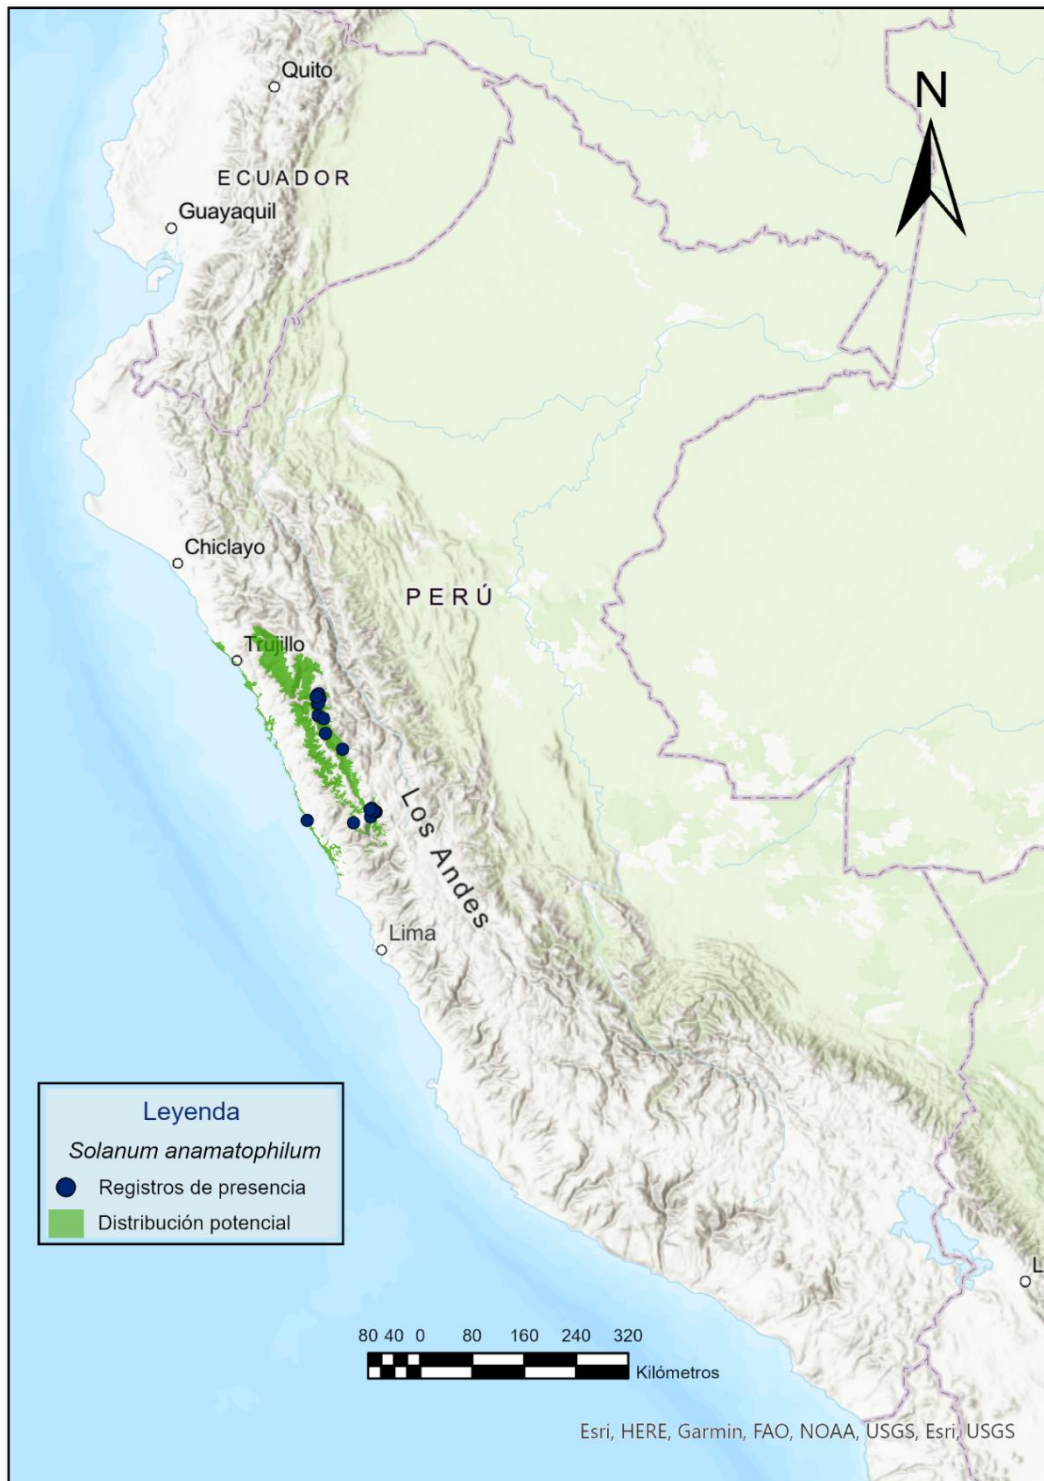 N
Quito
ECUADOR
Guayaquil
Chiclayo
PERÚ
Trujillo
Los Andes
Lima
Leyenda
Solanum anamatophilum
Registros de presencia
Distribución potencial
L
80 40 0 80 160 240 320
Kilómetros
Esri, HERE, Garmin, FAO, NOAA, USGS, Esri, USGS